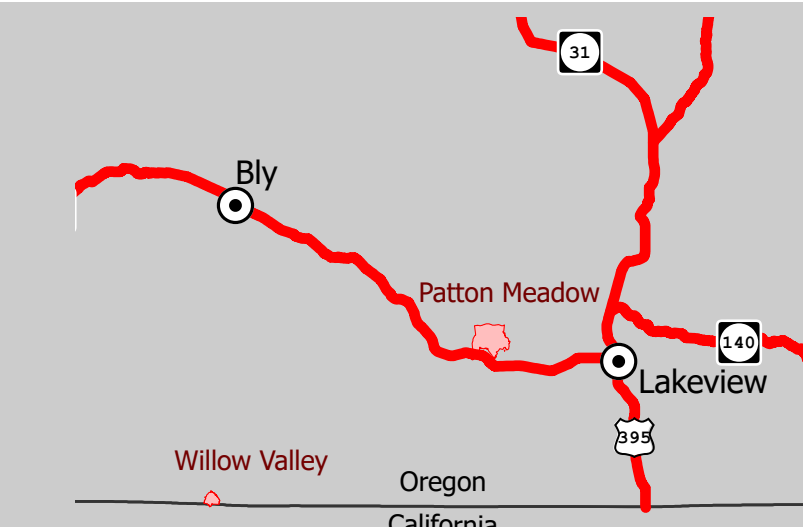 31
Bly
Patton Meadow
140
Lakeview
395
Willow Valley
Oregon
California